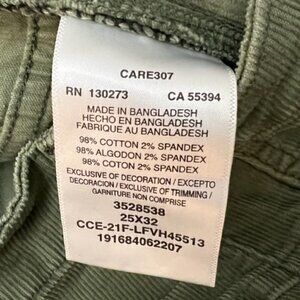 CARE307
RN 130273 CA 55394
MADE IN BANGLADESH
HECHO EN BANGLADESH
FABRIQUE AU BANGLADESH
98% COTTON 2% SPANDEX
98% ALGODON 2% SPANDEX
98% COTON 2% SPANDEX
EXCLUSIVE OF DECORATION / EXCEPTO
DECORACION / EXCLUSIVE OF TRIMMING /
GARNITURE NON COMPRISE
3528538
25X32
CCE-21F-LFVH45513
191684062207